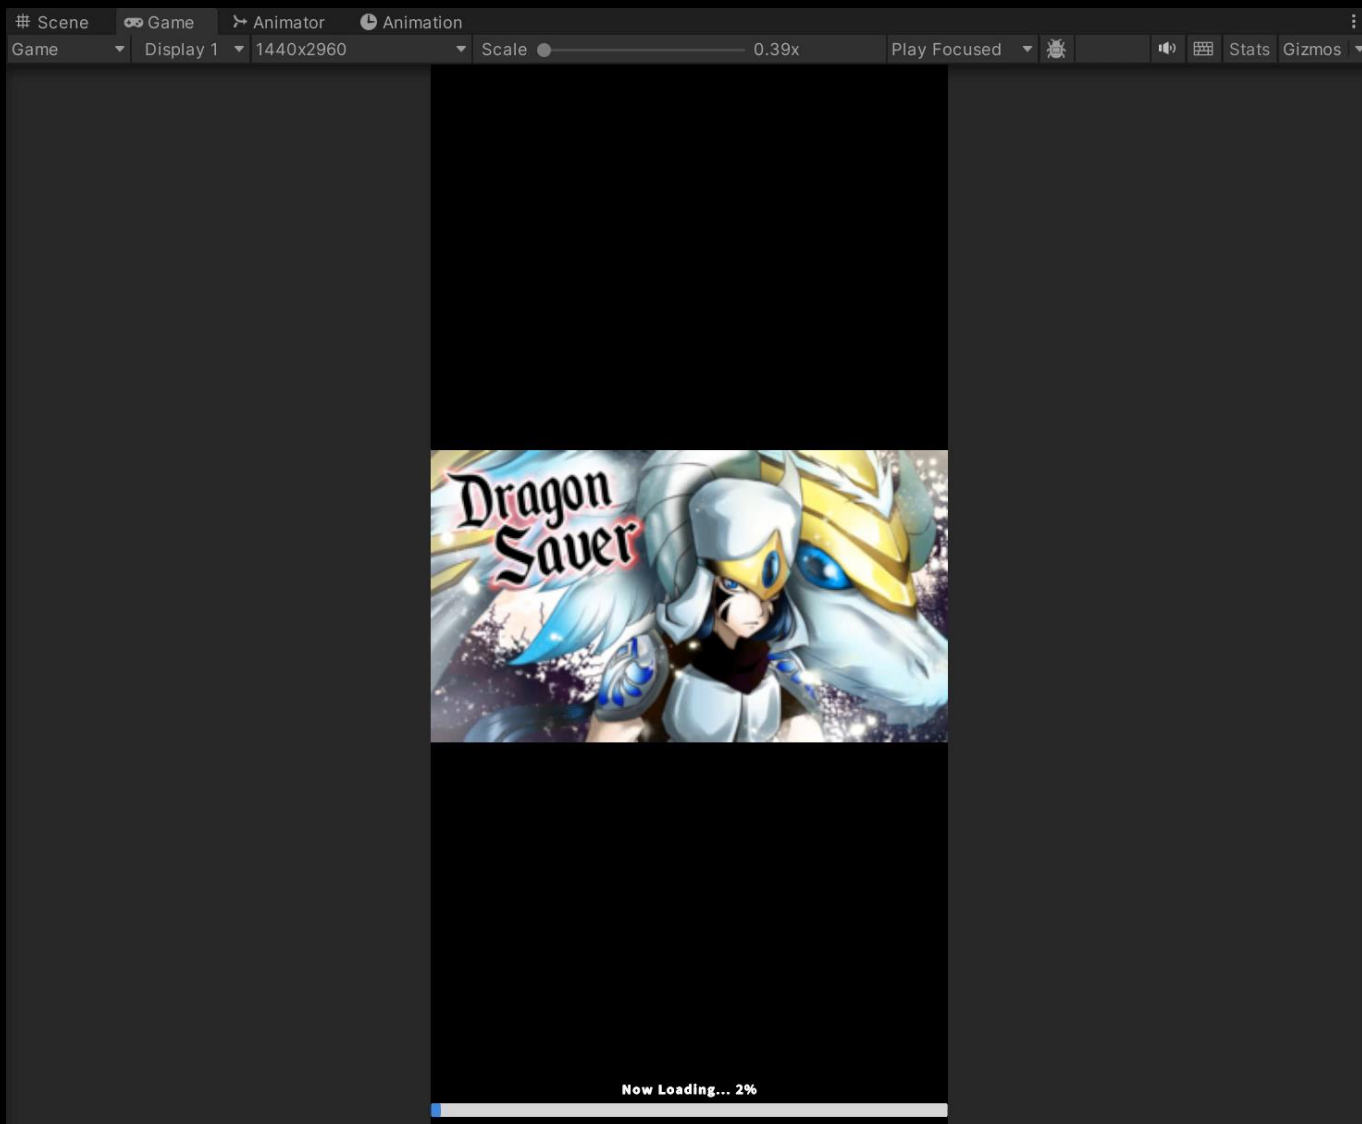 Scene Game Animator Animation
Game Display 1 1440x2960 Scale 0.39x Play Focused Stats Gizmos
Dragon
Saver
Now Loading... 2%